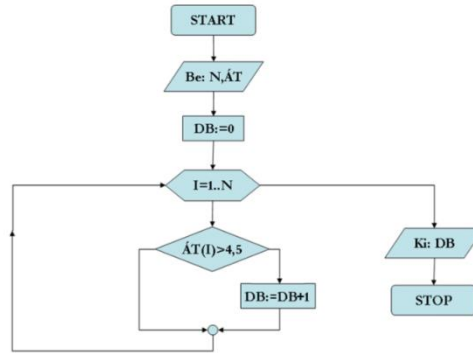 START
Be: N,ÁT
DB:=0
I=1..N
ÁT(I)>4,5
DB:=DB+1
Ki: DB
STOP